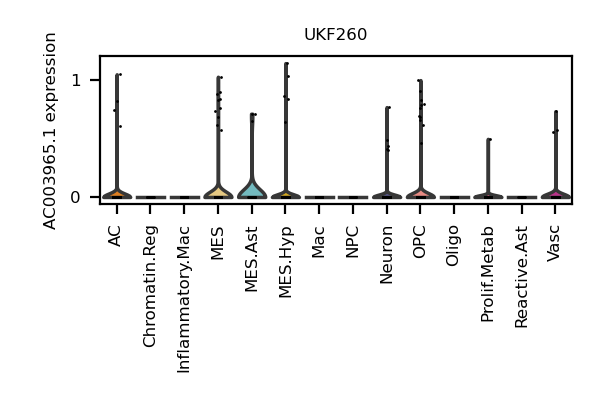 UKF260
AC003965.1 expression
1
0
AC
Chromatin.Reg
Inflammatory.Mac
MES
MES.Ast
MES.Hyp
Mac
NPC
Neuron
OPC
Oligo
Prolif.Metab
Reactive.Ast
Vasc